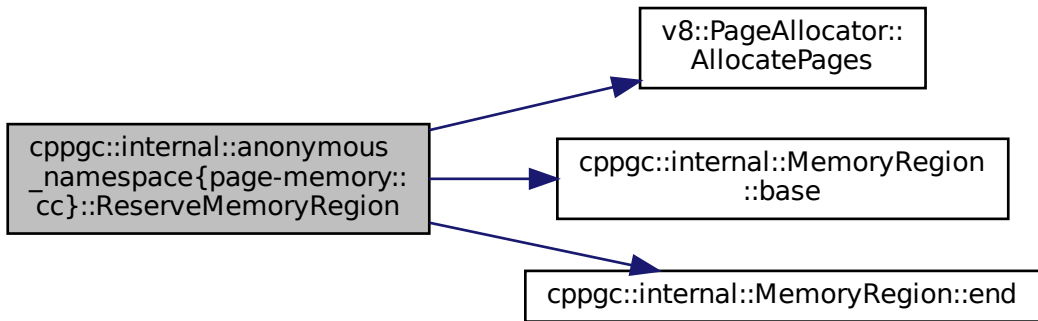 cppgc::internal::anonymous
_namespace{page-memory::
cc}::ReserveMemoryRegion
v8::PageAllocator::
AllocatePages
cppgc::internal::MemoryRegion
::base
cppgc::internal::MemoryRegion::end